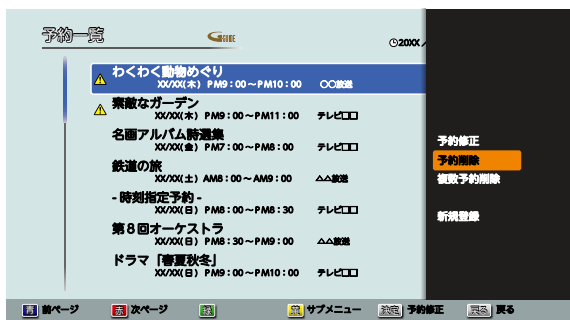 予約一覧
G GUIDE
20XX /
わくわく動物めぐり
XX/XX(木) PM9:00～PM10:00 〇〇放送
素敵なガーデン
XX/XX(木) PM9:00～PM11:00 テレビ□□
名画アルバム時選集
XX/XX(金) PM7:00～PM8:00 テレビ□□
鉄道の旅
XX/XX(土) AM8:00～AM9:00 △△放送
- 時刻指定予約 -
XX/XX(日) PM8:00～PM8:30 テレビ□□
第8回オーケストラ
XX/XX(日) PM8:30～PM9:00 △△放送
ドラマ「春夏秋冬」
XX/XX(日) PM9:00～PM10:00 テレビ□□
予約修正
予約削除
複数予約削除
新規登録
青 前ページ 赤 次ページ 緑 黄 サブメニュー 決定 予約修正 戻る 戻る